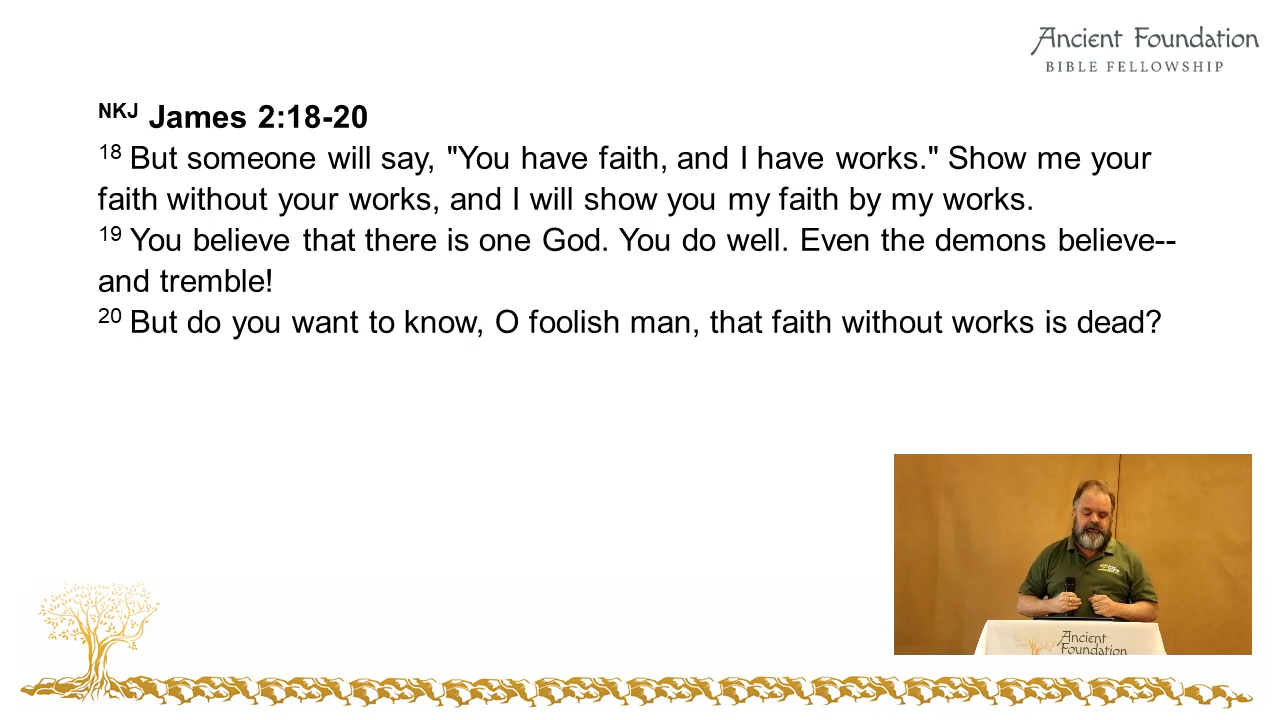 Ancient Foundation
BIBLE FELLOWSHIP
NKJ James 2:18-20
18 But someone will say, "You have faith, and I have works." Show me your
faith without your works, and I will show you my faith by my works.
19 You believe that there is one God. You do well. Even the demons believe--
and tremble!
20 But do you want to know, O foolish man, that faith without works is dead?
Ancient
Foundation